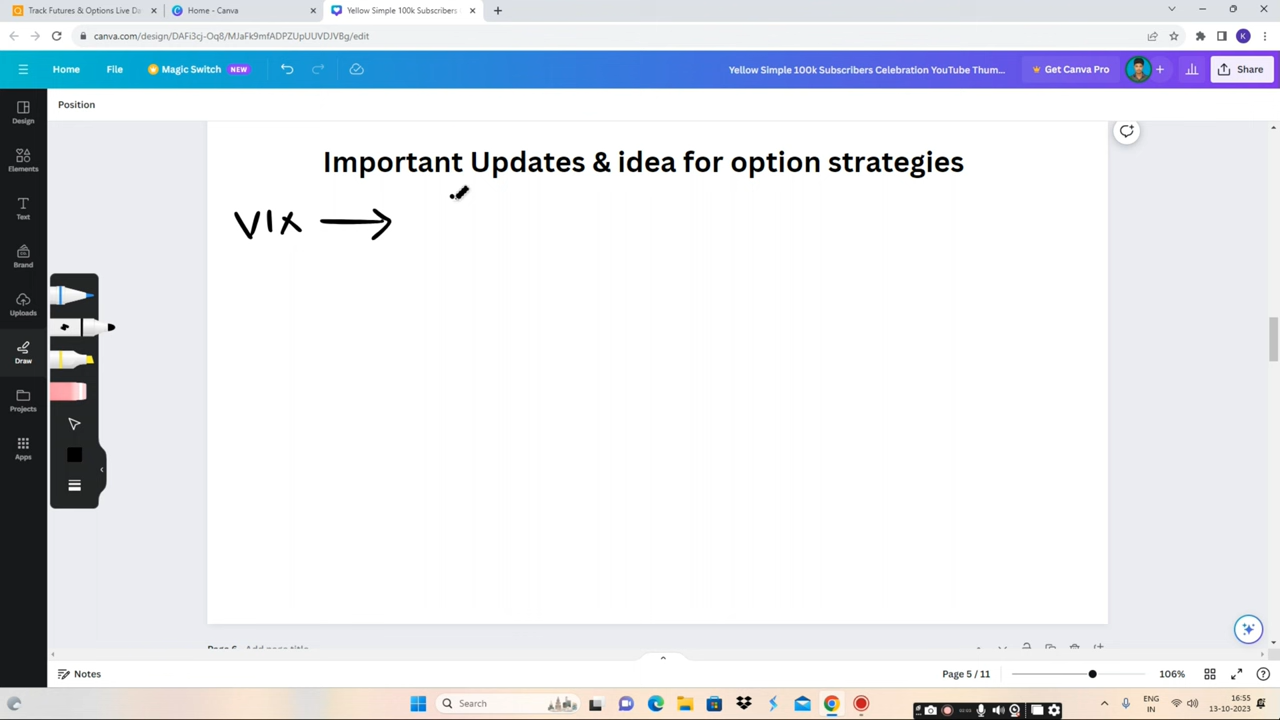 Track Futures & Options Live Da
Home - Canva
Yellow Simple 100k Subscribers
canva.com/design/DAFi3cj-Oq8/MJaFk9mfADPZUpUUVDJVBg/edit
K
Home
File
Magic Switch
NEW
Yellow Simple 100k Subscribers Celebration YouTube Thum...
Get Canva Pro
Share
Design
Elements
Text
Brand
Uploads
Draw
Projects
Apps
Position
Important Updates & idea for option strategies
VIX →
Add page title
Notes
Page 5 / 11
106%
Search
ENG
IN
16:55
13-10-2023